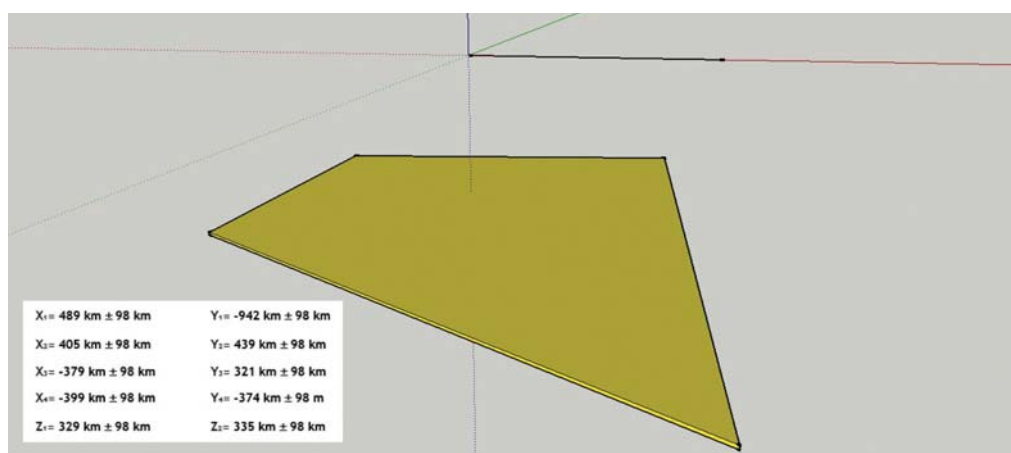 X₁= 489 km ± 98 km Y₁= -942 km ± 98 km
X₂= 405 km ± 98 km Y₂= 439 km ± 98 km
X₃= -379 km ± 98 km Y₃= 321 km ± 98 km
X₄= -399 km ± 98 km Y₄= -374 km ± 98 m
Z₁= 329 km ± 98 km Z₂= 335 km ± 98 km